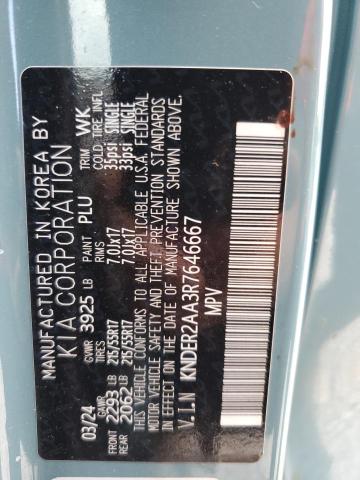 MANUFACTURED IN KOREA BY
KIA CORPORATION
03/24 GVWR 3925 LB PAINT PLU TRIM WK
GAWR TIRES RIMS COLD TIRE INFL
FRONT 2093 LB 215/55R17 7.0Jx17 35psi SINGLE
REAR 2062 LB 215/55R17 7.0Jx17 33psi SINGLE
THIS VEHICLE CONFORMS TO ALL APPLICABLE U.S.A. FEDERAL
MOTOR VEHICLE SAFETY AND THEFT PREVENTION STANDARDS
IN EFFECT ON THE DATE OF MANUFACTURE SHOWN ABOVE.
V.I.N KNDER2AA3R7646667
MPV